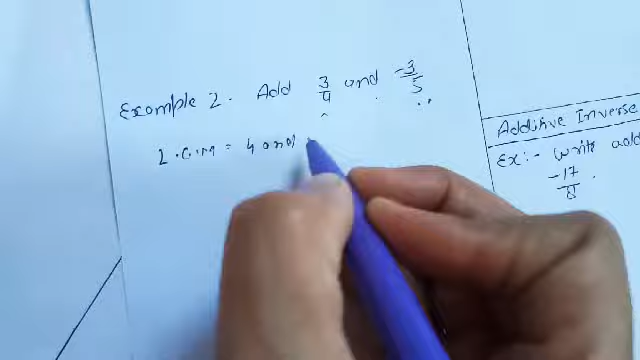 Example 2. Add 3/4 and -3/5
L.C.M = 4 and
Additive Inverse
Ex:- Write add
-17/8.